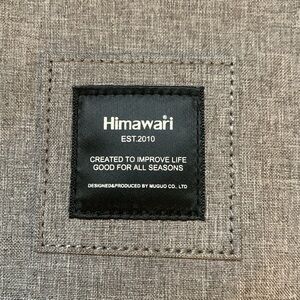 Himawari
EST.2010
CREATED TO IMPROVE LIFE
GOOD FOR ALL SEASONS
DESIGNED&PRODUCED BY MUGUO CO., LTD